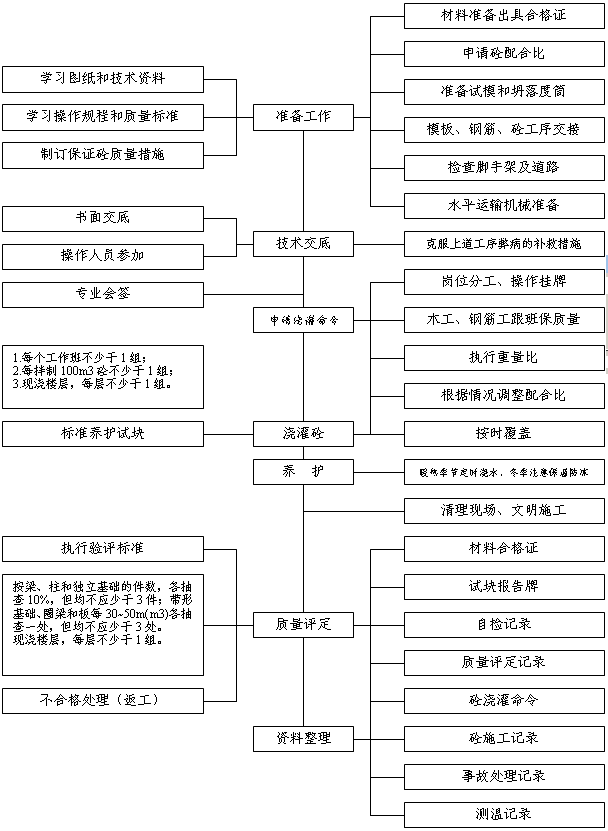 材料准备出具合格证
申请砼配合比
学习图纸和技术资料
准备试模和坍落度筒
学习操作规程和质量标准
准备工作
模板、钢筋、砼工序交接
制订保证砼质量措施
检查脚手架及道路
水平运输机械准备
书面交底
技术交底
克服上道工序弊病的补救措施
操作人员参加
专业会签
岗位分工、操作挂牌
申请浇灌命令
木工、钢筋工跟班保质量
1.每个工作班不少于1组；
2.每拌制100m3砼不少于1组；
3.现浇楼层，每层不少于1组。
执行重量比
根据情况调整配合比
标准养护试块
浇灌砼
按时覆盖
养 护
暖热季节定时浇水、冬季注意保温防冻
清理现场、文明施工
执行验评标准
材料合格证
按梁、柱和独立基础的件数，各抽
查10%，但均不应少于3件；带形
基础、圈梁和板每30~50m(m3)各抽
查一处，但均不应少于3处。
现浇楼层，每层不少于1组。
试块报告牌
质量评定
自检记录
质量评定记录
不合格处理（返工）
砼浇灌命令
资料整理
砼施工记录
事故处理记录
测温记录